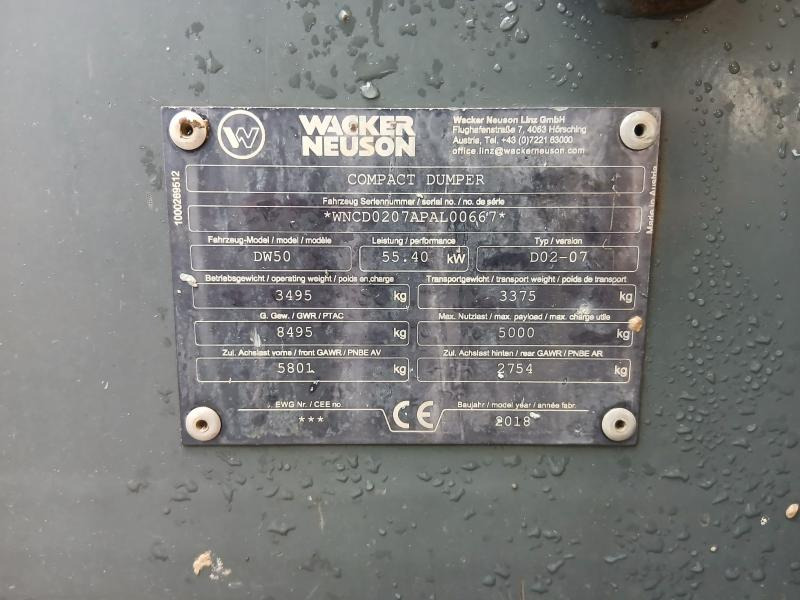 W
WACKER
NEUSON
Wacker Neuson Linz GmbH
Flughafenstraße 7, 4063 Hörsching
Austria, Tel. +43 (0)7221 63000
office.linz@wackerneuson.com
COMPACT DUMPER
Fahrzeug Seriennummer / serial no. / no. de série
*WNCD0207APAL00667*
Fahrzeug-Model / model / modèle
DW50
Leistung / performance
55.40 kW
Typ / version
D02-07
Betriebsgewicht / operating weight / poids en charge
3495 kg
Transportgewicht / transport weight / poids de transport
3375 kg
G. Gew. / GWR / PTAC
8495 kg
Max. Nutzlast / max. payload / max. charge utile
5000 kg
Zul. Achslast vorne / front GAWR / PNBE AV
5801 kg
Zul. Achslast hinten / rear GAWR / PNBE AR
2754 kg
EWG Nr. / CEE no.
***
CE
Baujahr / model year / année fabr.
2018
1000289512
Made in Austria